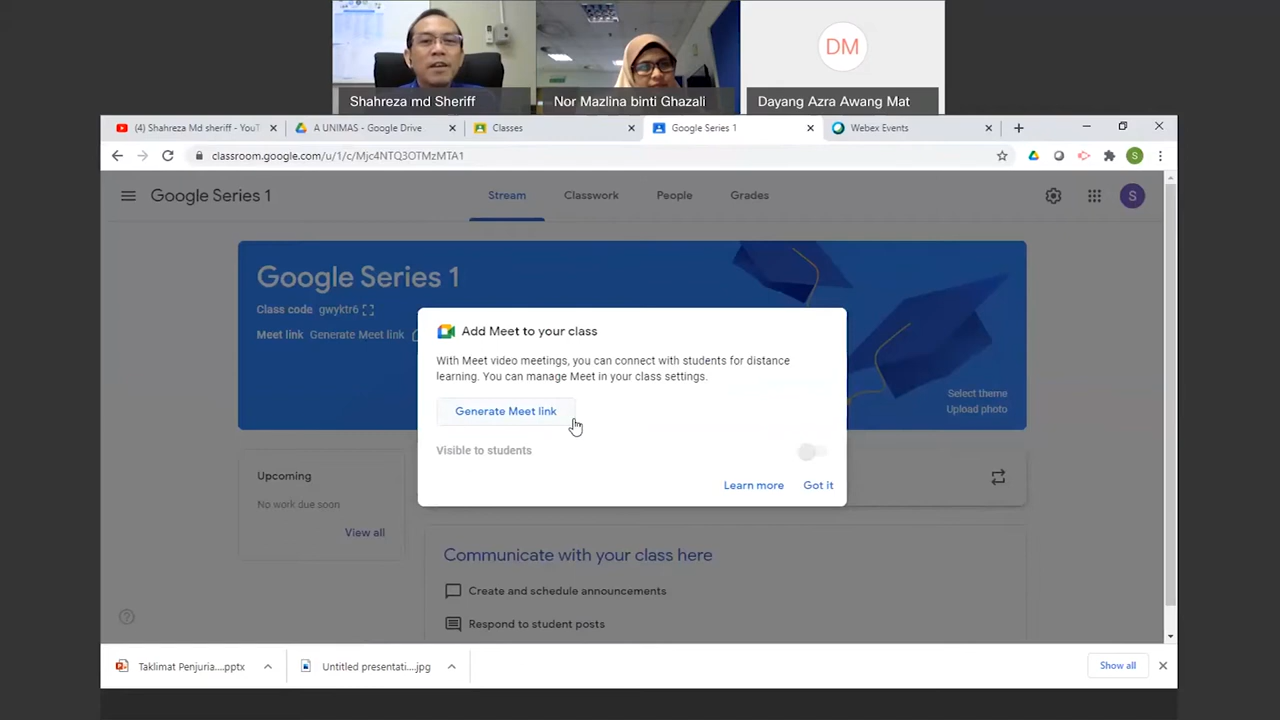 DM
Shahreza md Sheriff
Nor Mazlina binti Ghazali
Dayang Azra Awang Mat
(4) Shahreza Md sheriff - YouT
A UNIMAS - Google Drive
Classes
Google Series 1
Webex Events
classroom.google.com/u/1/c/Mjc4NTQ3OTMzMTA1
S
Google Series 1
Stream
Classwork
People
Grades
S
Google Series 1
Class code gwyktr6
Meet link Generate Meet link
Select theme
Upload photo
Add Meet to your class
With Meet video meetings, you can connect with students for distance
learning. You can manage Meet in your class settings.
Generate Meet link
Visible to students
Learn more
Got it
Upcoming
No work due soon
View all
Communicate with your class here
Create and schedule announcements
Respond to student posts
Taklimat Penjuria....pptx
Untitled presentati....jpg
Show all